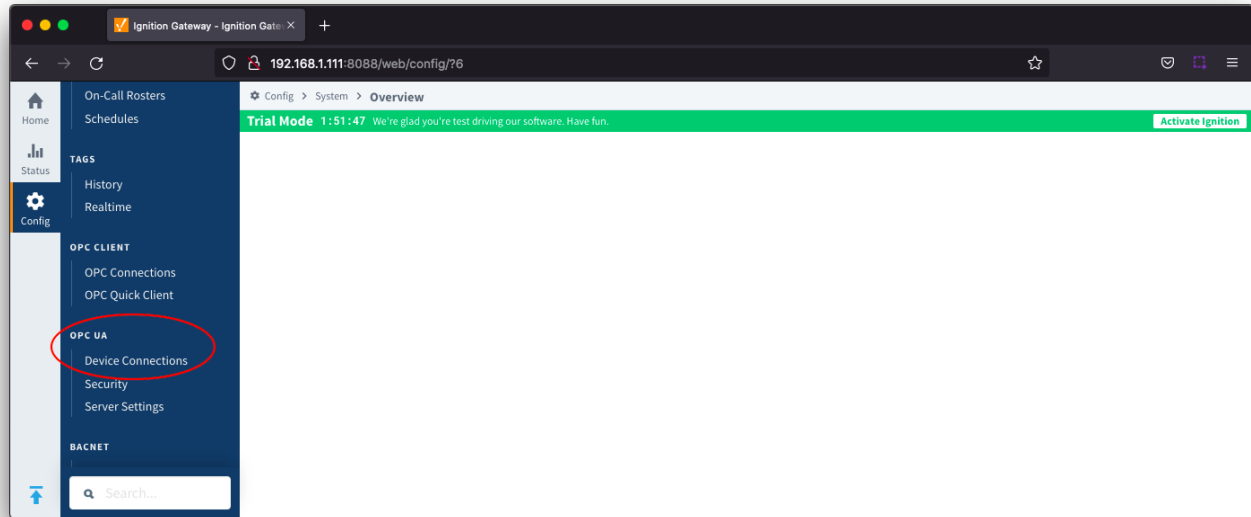 Ignition Gateway - Ignition Gate
192.168.1.111:8088/web/config/?6
Home
Status
Config
On-Call Rosters
Schedules
TAGS
History
Realtime
OPC CLIENT
OPC Connections
OPC Quick Client
OPC UA
Device Connections
Security
Server Settings
BACNET
Search...
Config > System > Overview
Trial Mode 1:51:47 We're glad you're test driving our software. Have fun.
Activate Ignition